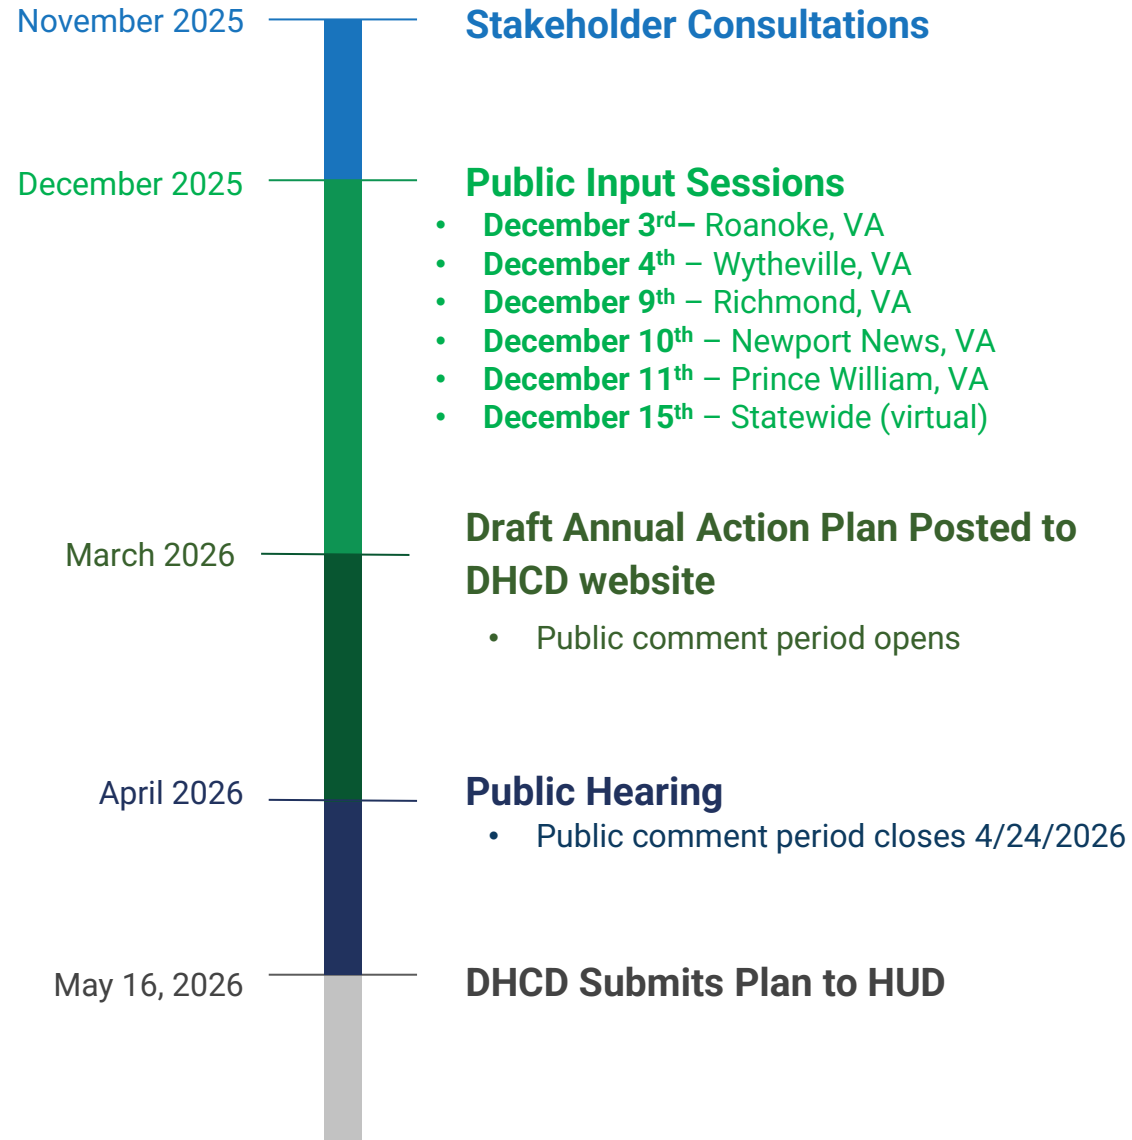 November 2025
Stakeholder Consultations
December 2025
Public Input Sessions
• December 3rd– Roanoke, VA
• December 4th – Wytheville, VA
• December 9th – Richmond, VA
• December 10th – Newport News, VA
• December 11th – Prince William, VA
• December 15th – Statewide (virtual)
March 2026
Draft Annual Action Plan Posted to
DHCD website
• Public comment period opens
April 2026
Public Hearing
• Public comment period closes 4/24/2026
May 16, 2026
DHCD Submits Plan to HUD